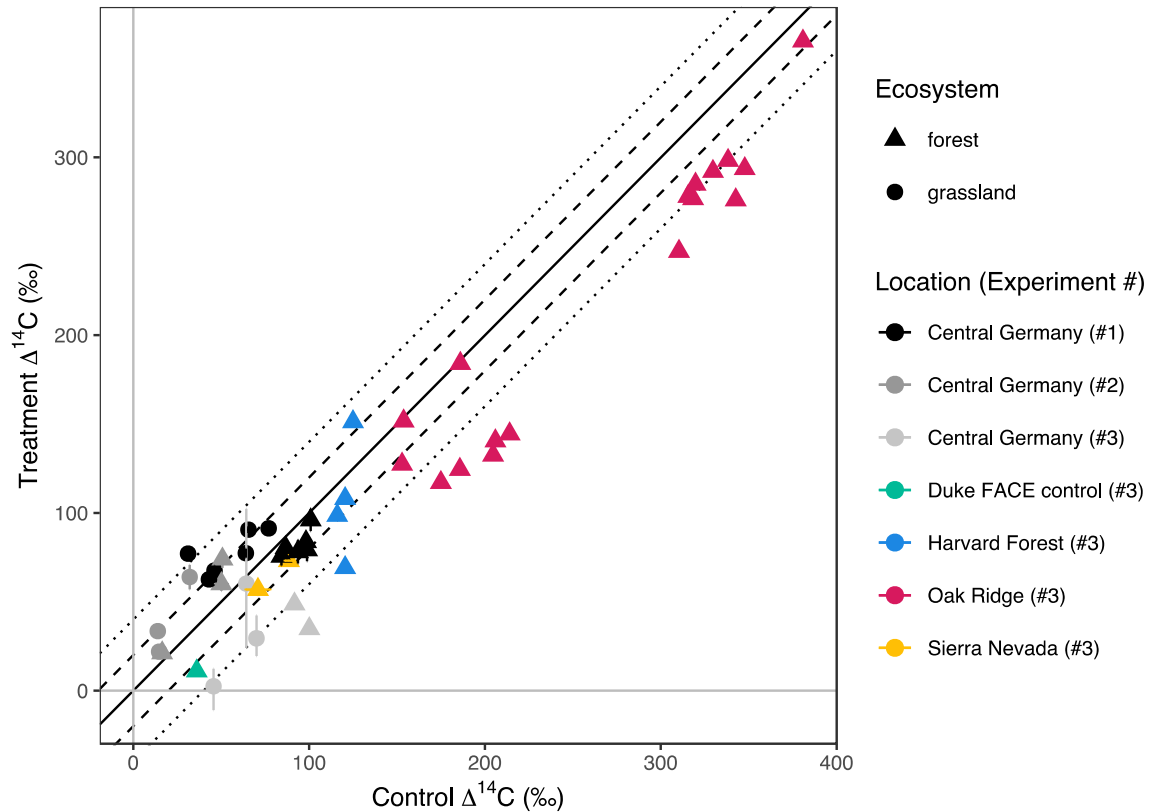 300
200
100
0
0
100
200
300
400
Treatment Δ¹⁴C (‰)
Control Δ¹⁴C (‰)
Ecosystem
forest
grassland
Location (Experiment #)
Central Germany (#1)
Central Germany (#2)
Central Germany (#3)
Duke FACE control (#3)
Harvard Forest (#3)
Oak Ridge (#3)
Sierra Nevada (#3)